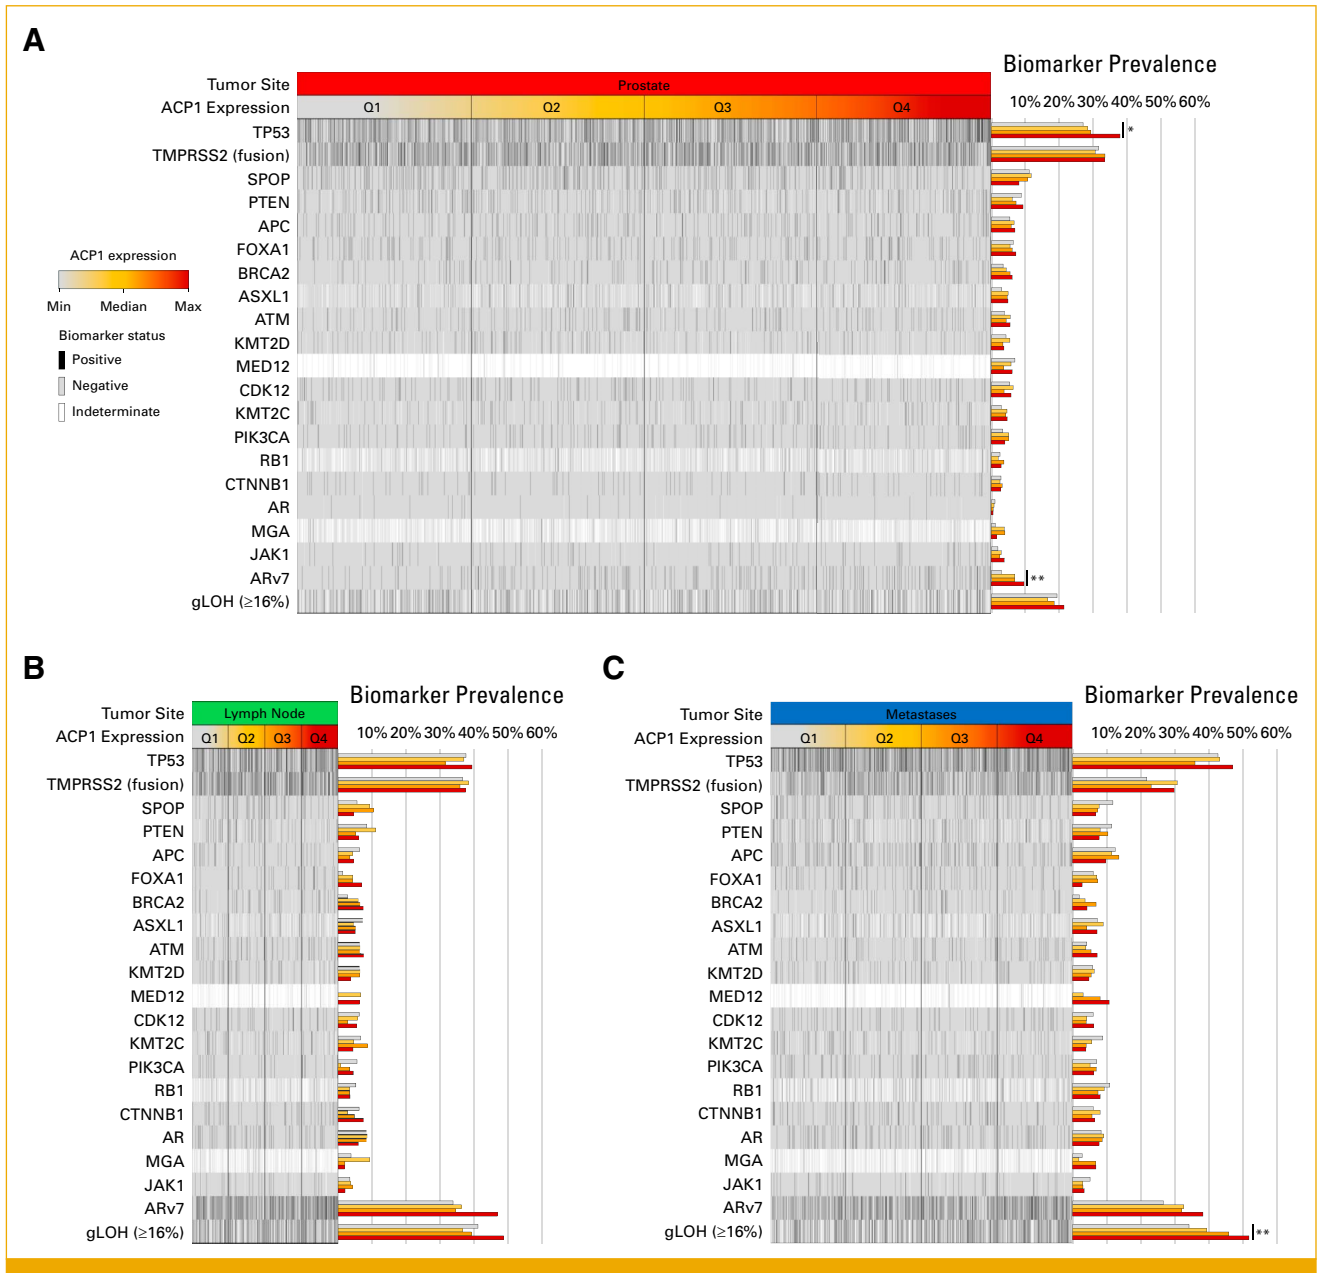 A
Biomarker Prevalence
Tumor Site
Prostate
10% 20% 30% 40% 50% 60%
ACP1 Expression
Q1 Q2 Q3 Q4
TP53
*
TMPRSS2 (fusion)
SPOP
PTEN
APC
FOXA1
BRCA2
ASXL1
ATM
KMT2D
MED12
CDK12
KMT2C
PIK3CA
RB1
CTNNB1
AR
MGA
JAK1
ARv7
**
gLOH (≥16%)
ACP1 expression
Min Median Max
Biomarker status
Positive
Negative
Indeterminate
B
Biomarker Prevalence
Tumor Site
Lymph Node
10% 20% 30% 40% 50% 60%
ACP1 Expression
Q1 Q2 Q3 Q4
TP53
TMPRSS2 (fusion)
SPOP
PTEN
APC
FOXA1
BRCA2
ASXL1
ATM
KMT2D
MED12
CDK12
KMT2C
PIK3CA
RB1
CTNNB1
AR
MGA
JAK1
ARv7
gLOH (≥16%)
C
Biomarker Prevalence
Tumor Site
Metastases
10% 20% 30% 40% 50% 60%
ACP1 Expression
Q1 Q2 Q3 Q4
TP53
TMPRSS2 (fusion)
SPOP
PTEN
APC
FOXA1
BRCA2
ASXL1
ATM
KMT2D
MED12
CDK12
KMT2C
PIK3CA
RB1
CTNNB1
AR
MGA
JAK1
ARv7
gLOH (≥16%)
**